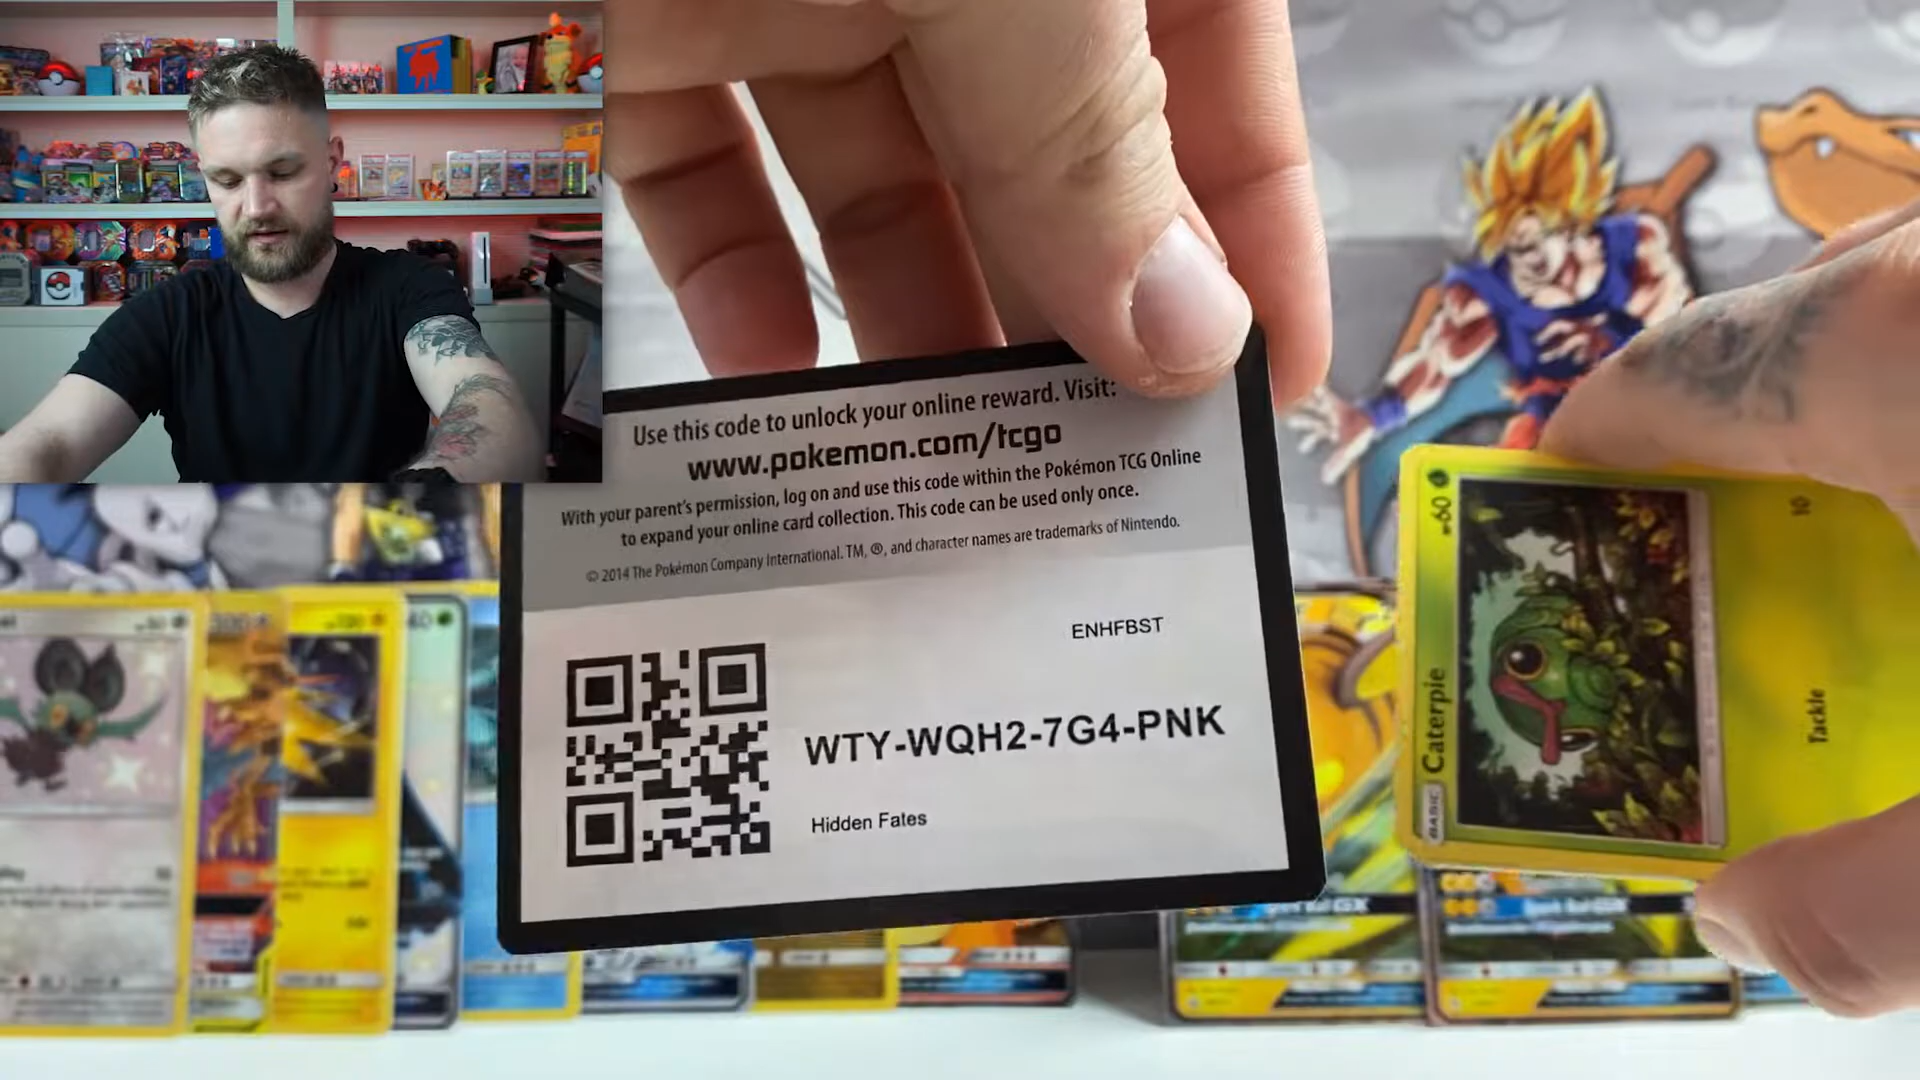 Use this code to unlock your online reward. Visit:
www.pokemon.com/tcgo
With your parent's permission, log on and use this code within the Pokémon TCG Online
to expand your online card collection. This code can be used only once.
© 2014 The Pokémon Company International. TM, ®, and character names are trademarks of Nintendo.
ENHFBST
WTY-WQH2-7G4-PNK
Hidden Fates
BASIC
Caterpie
60
Tackle
10